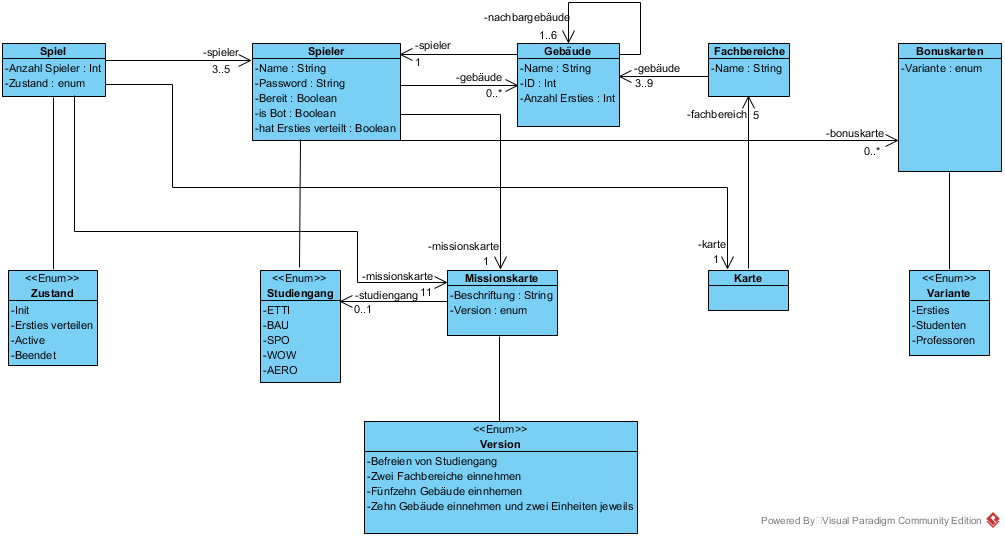 Spiel
-Anzahl Spieler : Int
-Zustand : enum
-spieler
3..5
Spieler
-Name : String
-Password : String
-Bereit : Boolean
-is Bot : Boolean
-hat Ersties verteilt : Boolean
-spieler
1
-gebäude
0..*
-nachbargebäude
1..6
Gebäude
-Name : String
-ID : Int
-Anzahl Ersties : Int
-gebäude
3..9
Fachbereiche
-Name : String
-fachbereich
5
Bonuskarten
-Variante : enum
-bonuskarte
0..*
-missionskarte
1
-karte
1
<<Enum>>
Zustand
-Init
-Ersties verteilen
-Active
-Beendet
<<Enum>>
Studiengang
-ETTI
-BAU
-SPO
-WOW
-AERO
-missionskarte
11
-studiengang
0..1
Missionskarte
-Beschriftung : String
-Version : enum
Karte
<<Enum>>
Variante
-Ersties
-Studenten
-Professoren
<<Enum>>
Version
-Befreien von Studiengang
-Zwei Fachbereiche einnehmen
-Fünfzehn Gebäude einnhemen
-Zehn Gebäude einnehmen und zwei Einheiten jeweils
Powered By Visual Paradigm Community Edition